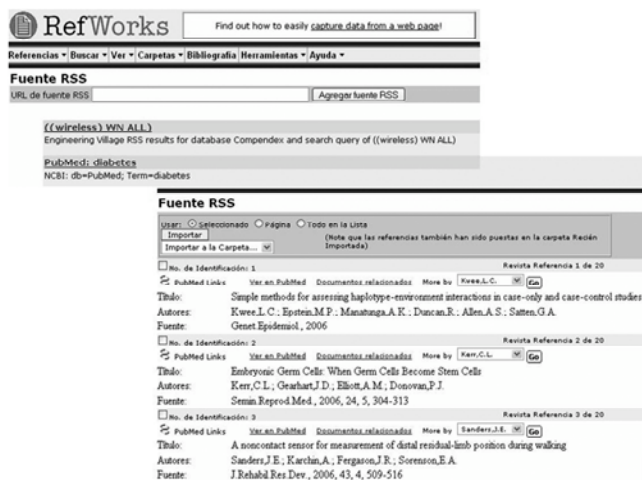 RefWorks
Find out how to easily capture data from a web page!
Referencias Buscar Ver Carpetas Bibliografía Herramientas Ayuda
Fuente RSS
URL de fuente RSS Agregar fuente RSS
((wireless) WN ALL)
Engineering Village RSS results for database Compendex and search query of ((wireless) WN ALL)
PubMed: diabetes
NCBI: db=PubMed; Term=diabetes
Fuente RSS
Usar: Seleccionado Página Todo en la Lista
Importar
Importar a la Carpeta...
(Note que las referencias también han sido puestas en la carpeta Recién
Importada)
No. de Identificación: 1 Revista Referencia 1 de 20
PubMed Links Ver en PubMed Documentos relacionados More by Kwee,L.C. Go
Título: Simple methods for assessing haplotype-environment interactions in case-only and case-control studies
Autores: Kwee,L.C.; Epstein,M.P.; Manatunga,A.K.; Duncan,R.; Allen,A.S.; Satten,G.A.
Fuente: Genet.Epidemiol., 2006
No. de Identificación: 2 Revista Referencia 2 de 20
PubMed Links Ver en PubMed Documentos relacionados More by Kerr,C.L. Go
Título: Embryonic Germ Cells: When Germ Cells Become Stem Cells
Autores: Kerr,C.L.; Gearhart,J.D.; Elliott,A.M.; Donovan,P.J.
Fuente: Semin.Reprod.Med., 2006, 24, 5, 304-313
No. de Identificación: 3 Revista Referencia 3 de 20
PubMed Links Ver en PubMed Documentos relacionados More by Sanders,J.E. Go
Título: A noncontact sensor for measurement of distal residual-limb position during walking
Autores: Sanders,J.E.; Karchin,A.; Fergason,J.R.; Sorenson,E.A.
Fuente: J.Rehabil.Res.Dev., 2006, 43, 4, 509-516